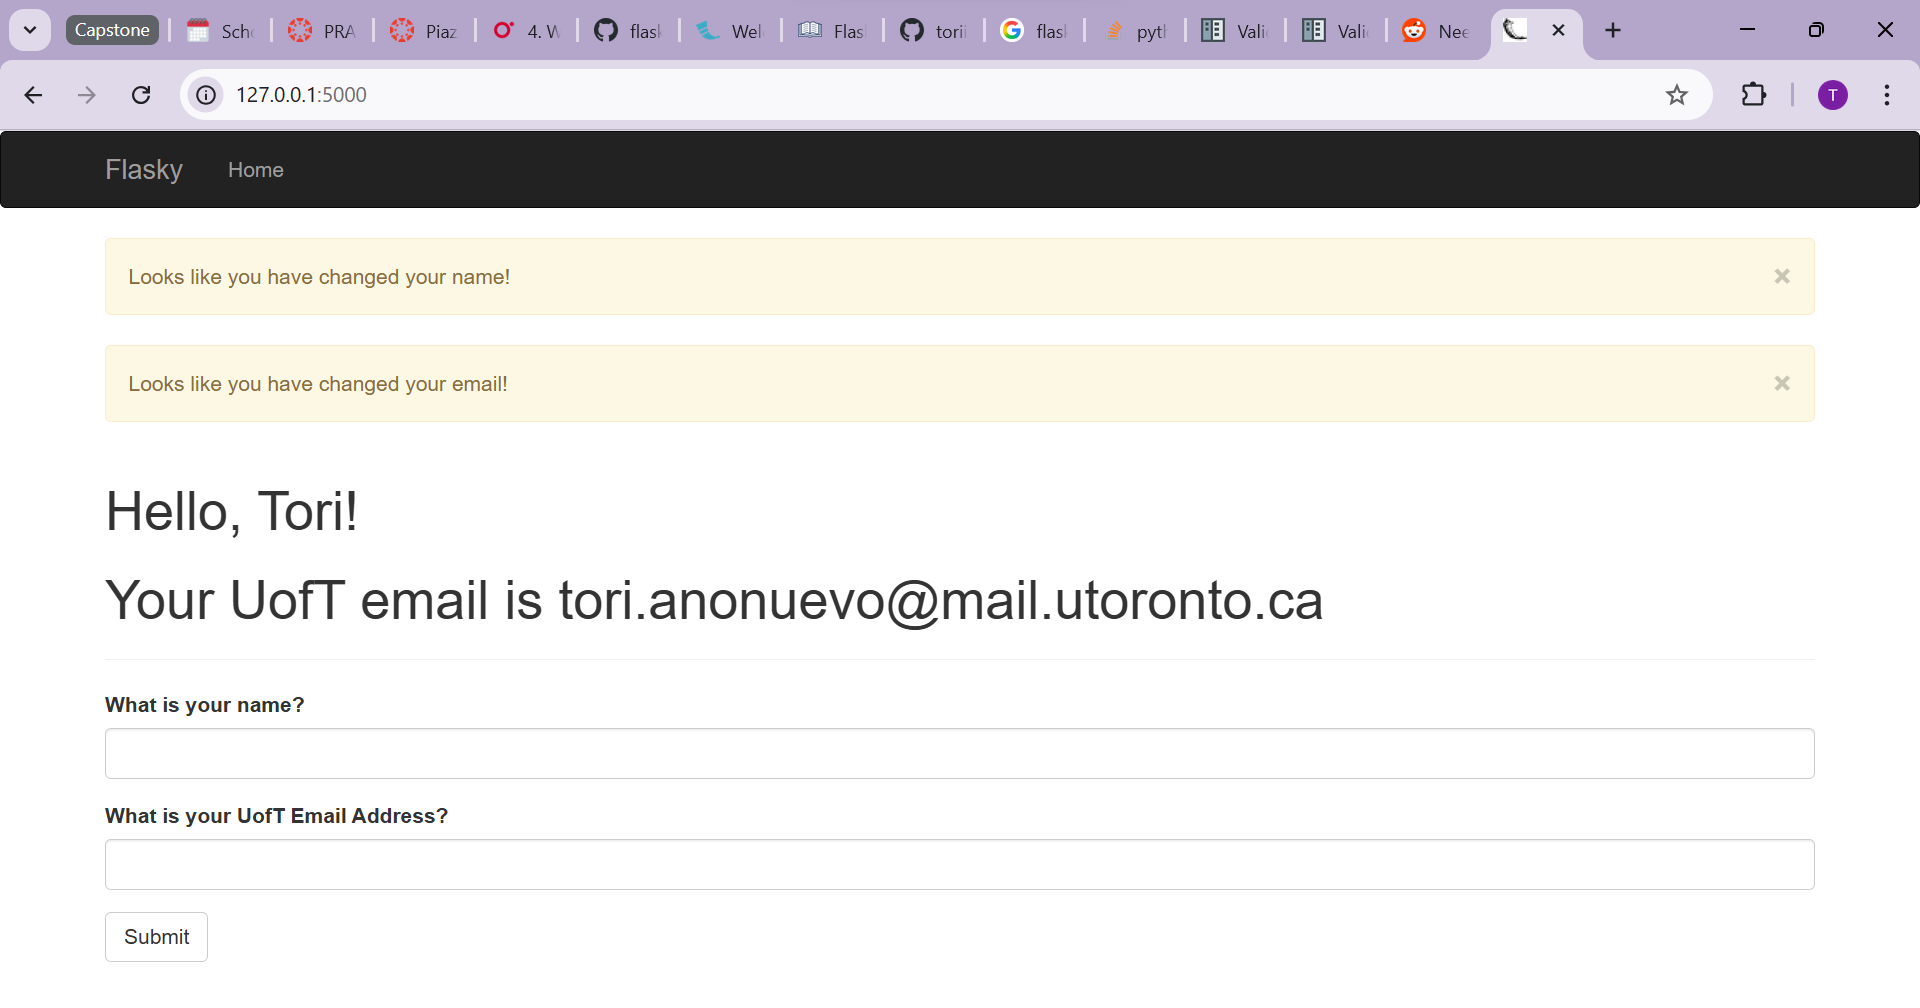 Capstone
Sch
PRA
Piaz
4. W
flask
Wel
Flas
torii
flas
pyth
Vali
Vali
Nee
127.0.0.1:5000
T
Flasky Home
Looks like you have changed your name!
Looks like you have changed your email!
Hello, Tori!
Your UofT email is tori.anonuevo@mail.utoronto.ca
What is your name?
What is your UofT Email Address?
Submit